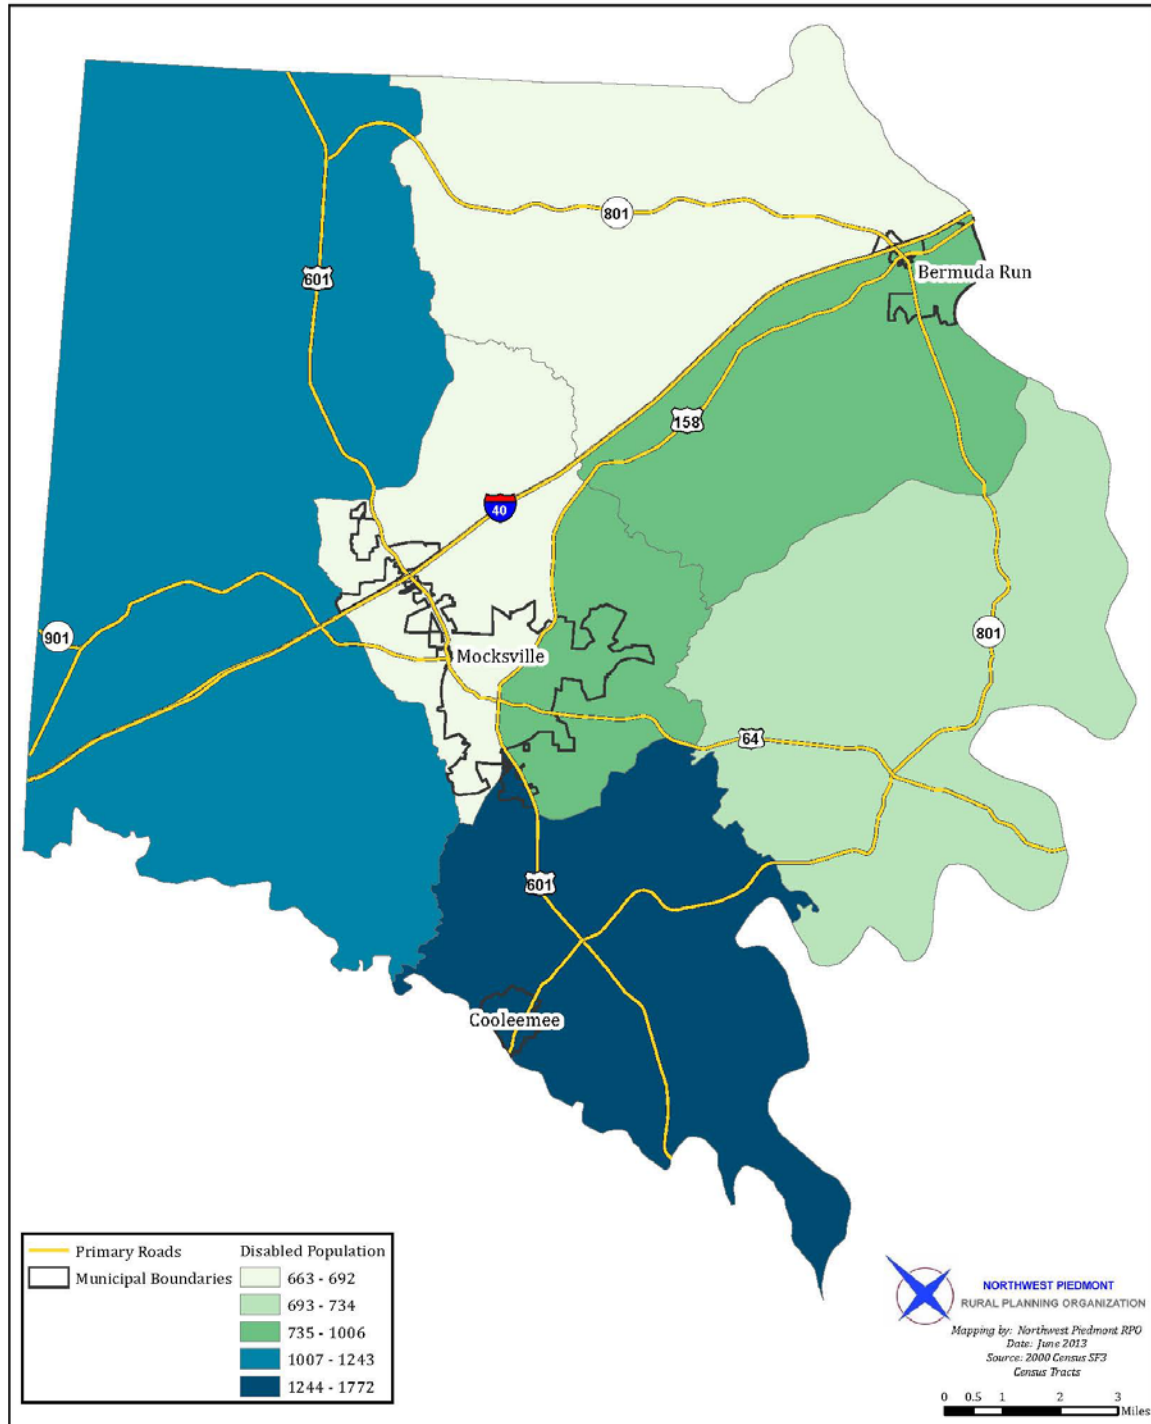 801
601
Bermuda Run
158
40
901
801
Mocksville
64
601
Cooleemee
Primary Roads
Municipal Boundaries
Disabled Population
663 - 692
693 - 734
735 - 1006
1007 - 1243
1244 - 1772
NORTHWEST PIEDMONT
RURAL PLANNING ORGANIZATION
Mapping by: Northwest Piedmont RPO
Date: June 2013
Source: 2000 Census SF3
Census Tracts
0 0.5 1 2 3
Miles